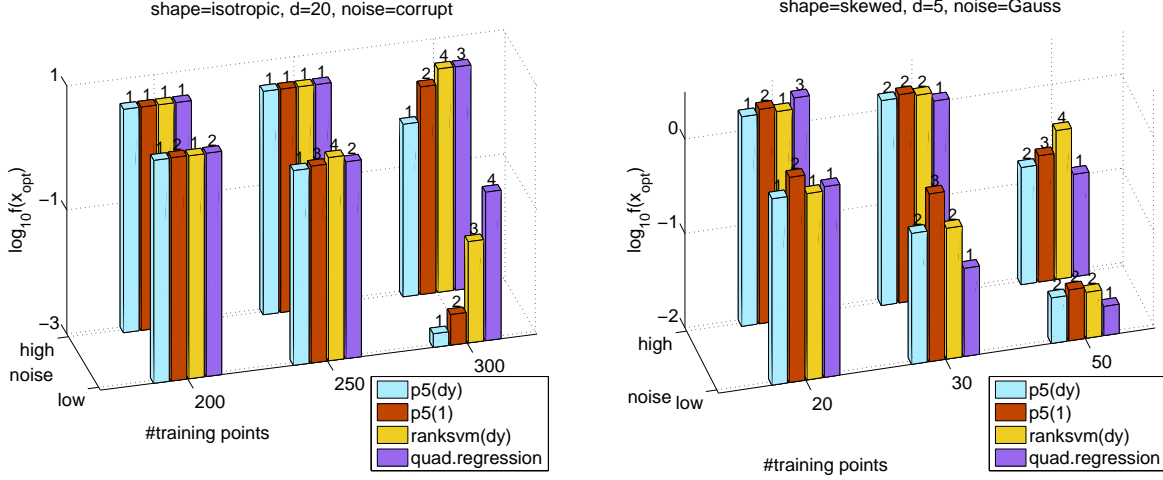 shape=isotropic, d=20, noise=corrupt
1
−1
−3
log10f(xopt)
high
noise
low
200
250
300
#training points
1 1 1 1
1 1 1 1
1 2 4 3
1 2 1 2
1 3 4 2
1 2 3 4
p5(dy)
p5(1)
ranksvm(dy)
quad.regression
shape=skewed, d=5, noise=Gauss
0
−1
−2
log10f(xopt)
high
noise
low
20
30
50
#training points
1 2 1 3
2 2 2 1
2 3 4 1
1 2 1 1
2 3 2 1
2 2 2 1
p5(dy)
p5(1)
ranksvm(dy)
quad.regression